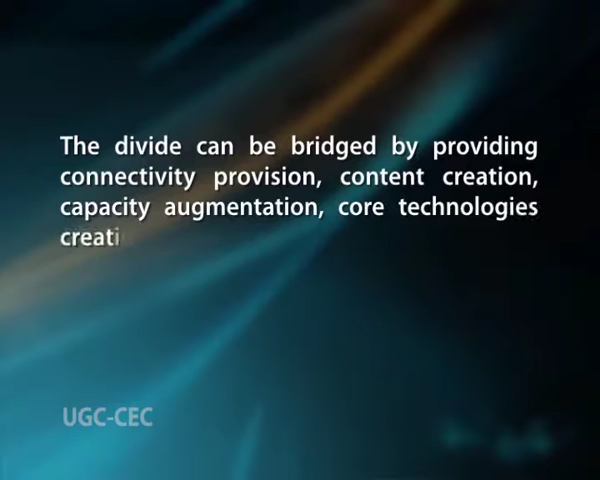 The divide can be bridged by providing
connectivity provision, content creation,
capacity augmentation, core technologies
creati
UGC-CEC